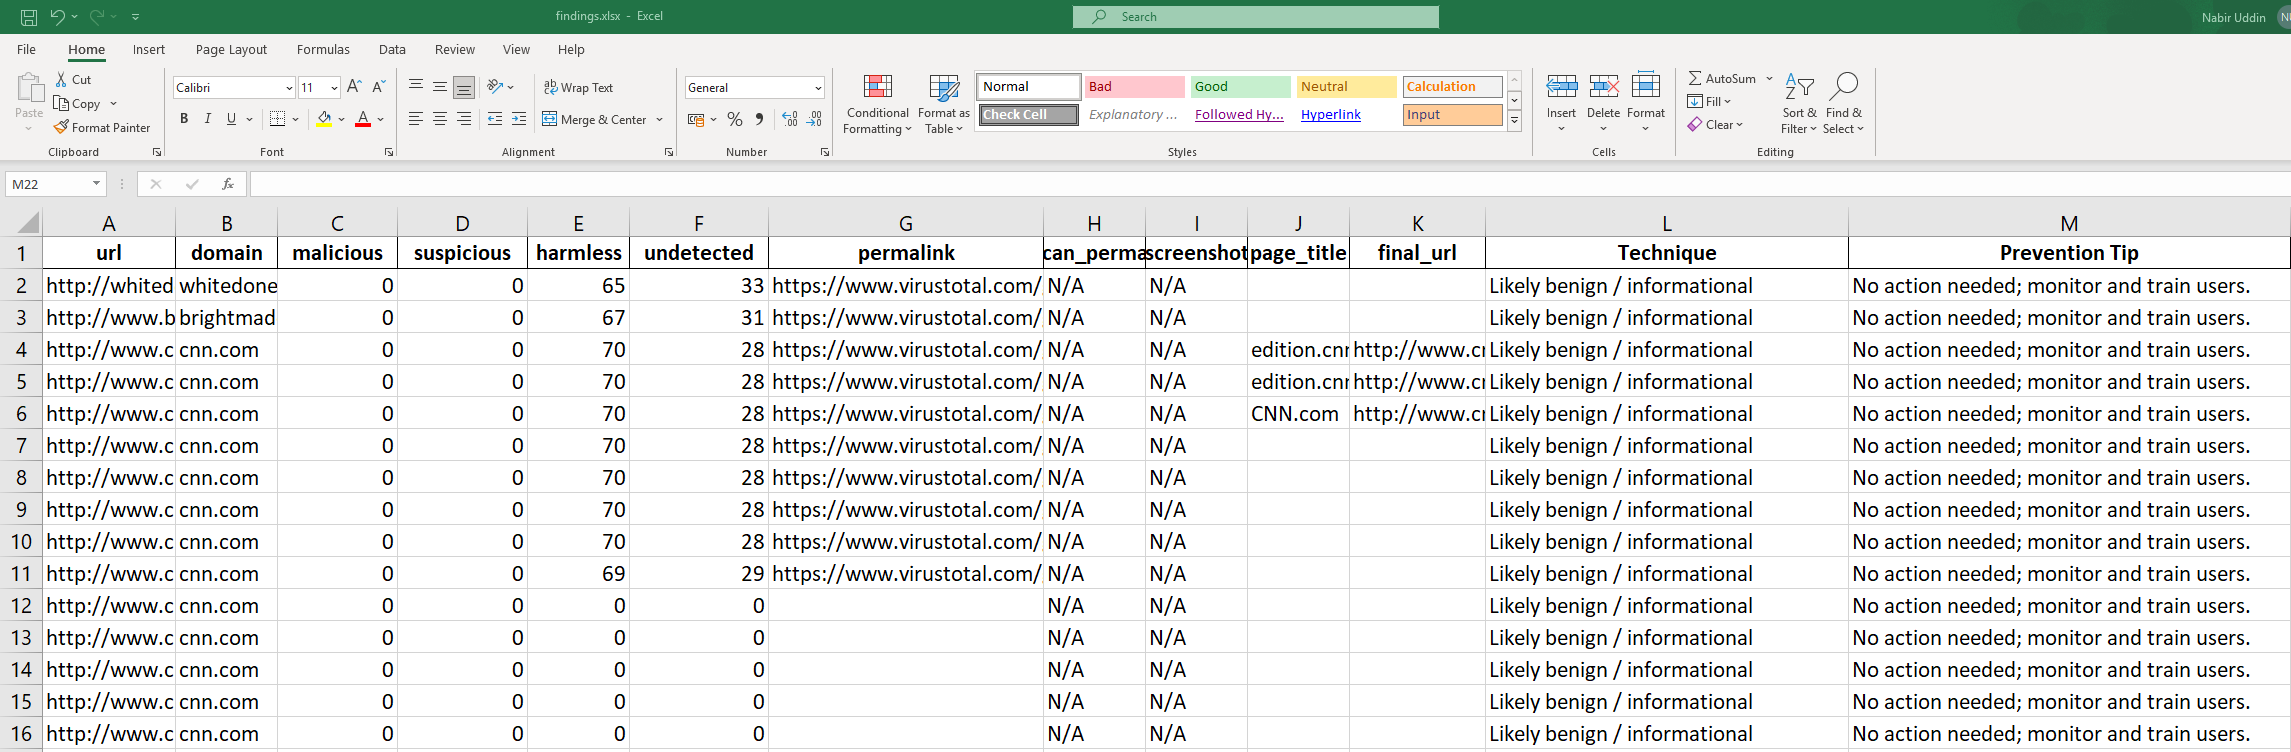 findings.xlsx - Excel
Search
Nabir Uddin
File Home Insert Page Layout Formulas Data Review View Help
Paste Cut
Copy
Format Painter
Clipboard
Calibri 11 A A
B I U A
Font
Wrap Text
Merge & Center
Alignment
General
% 9 .00 .00
Number
Conditional Formatting
Format as Table
Normal Bad Good Neutral Calculation
Check Cell Explanatory ... Followed Hy... Hyperlink Input
Styles
Insert Delete Format
Cells
AutoSum
Fill
Clear
Sort & Filter
Find & Select
Editing
M22 fx
A B C D E F G H I J K L M
1 url domain malicious suspicious harmless undetected permalink can_perma screenshot page_title final_url Technique Prevention Tip
2 http://whited whitedone 0 0 65 33 https://www.virustotal.com/ N/A N/A Likely benign / informational No action needed; monitor and train users.
3 http://www.b brightmad 0 0 67 31 https://www.virustotal.com/ N/A N/A Likely benign / informational No action needed; monitor and train users.
4 http://www.c cnn.com 0 0 70 28 https://www.virustotal.com/ N/A N/A edition.cnn http://www.cn Likely benign / informational No action needed; monitor and train users.
5 http://www.c cnn.com 0 0 70 28 https://www.virustotal.com/ N/A N/A edition.cnn http://www.cn Likely benign / informational No action needed; monitor and train users.
6 http://www.c cnn.com 0 0 70 28 https://www.virustotal.com/ N/A N/A CNN.com http://www.cn Likely benign / informational No action needed; monitor and train users.
7 http://www.c cnn.com 0 0 70 28 https://www.virustotal.com/ N/A N/A Likely benign / informational No action needed; monitor and train users.
8 http://www.c cnn.com 0 0 70 28 https://www.virustotal.com/ N/A N/A Likely benign / informational No action needed; monitor and train users.
9 http://www.c cnn.com 0 0 70 28 https://www.virustotal.com/ N/A N/A Likely benign / informational No action needed; monitor and train users.
10 http://www.c cnn.com 0 0 70 28 https://www.virustotal.com/ N/A N/A Likely benign / informational No action needed; monitor and train users.
11 http://www.c cnn.com 0 0 69 29 https://www.virustotal.com/ N/A N/A Likely benign / informational No action needed; monitor and train users.
12 http://www.c cnn.com 0 0 0 0 N/A N/A Likely benign / informational No action needed; monitor and train users.
13 http://www.c cnn.com 0 0 0 0 N/A N/A Likely benign / informational No action needed; monitor and train users.
14 http://www.c cnn.com 0 0 0 0 N/A N/A Likely benign / informational No action needed; monitor and train users.
15 http://www.c cnn.com 0 0 0 0 N/A N/A Likely benign / informational No action needed; monitor and train users.
16 http://www.c cnn.com 0 0 0 0 N/A N/A Likely benign / informational No action needed; monitor and train users.